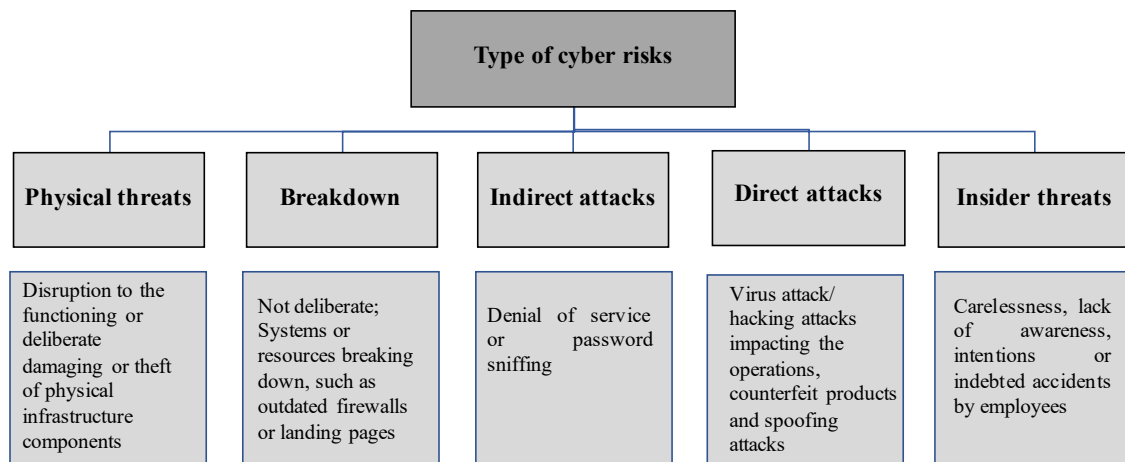 Type of cyber risks
Physical threats
Breakdown
Indirect attacks
Direct attacks
Insider threats
Disruption to the
functioning or
deliberate
damaging or theft
of physical
infrastructure
components
Not deliberate;
Systems or
resources breaking
down, such as
outdated firewalls
or landing pages
Denial of service
or password
sniffing
Virus attack/
hacking attacks
impacting the
operations,
counterfeit products
and spoofing
attacks
Carelessness, lack
of awareness,
intentions or
indebted accidents
by employees